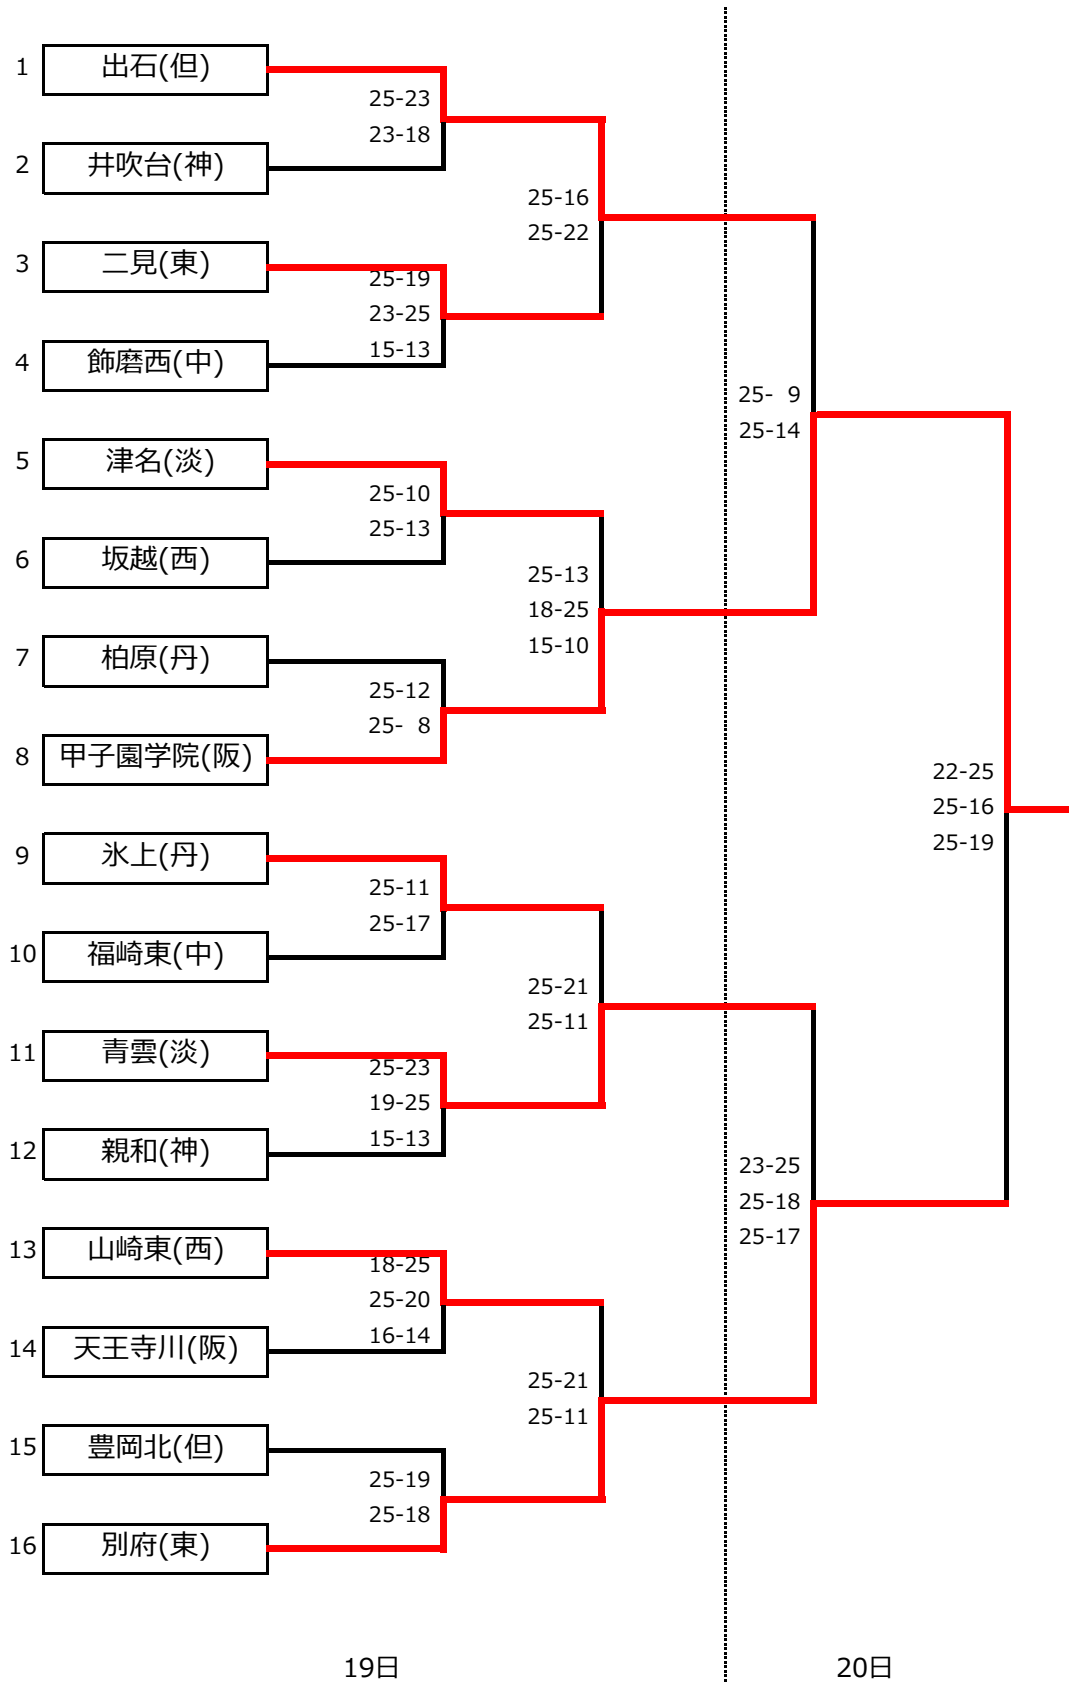 1 出石(但)
25-23
23-18
2 井吹台(神)
25-16
25-22
3 二見(東)
25-19
23-25
15-13
4 飾磨西(中)
25- 9
25-14
5 津名(淡)
25-10
25-13
6 坂越(西)
25-13
18-25
15-10
7 柏原(丹)
25-12
25- 8
8 甲子園学院(阪)
22-25
25-16
25-19
9 氷上(丹)
25-11
25-17
10 福崎東(中)
25-21
25-11
11 青雲(淡)
25-23
19-25
15-13
12 親和(神)
23-25
25-18
25-17
13 山崎東(西)
18-25
25-20
16-14
14 天王寺川(阪)
25-21
25-11
15 豊岡北(但)
25-19
25-18
16 別府(東)
19日
20日